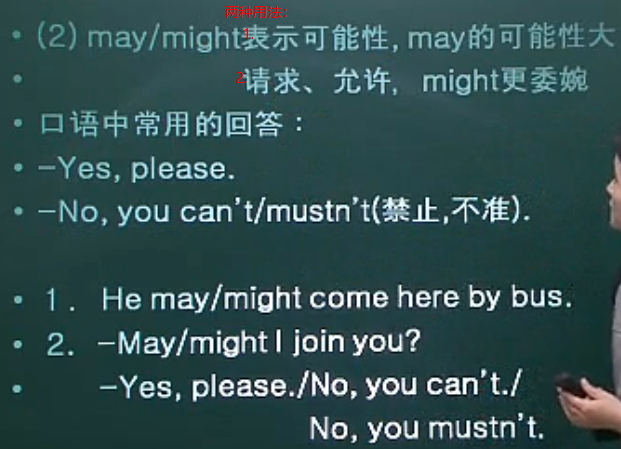 两种用法：
• (2) may/might表示可能性, may的可能性大
• 2请求、允许, might更委婉
• 口语中常用的回答：
• –Yes, please.
• –No, you can't/mustn't(禁止,不准).
• 1. He may/might come here by bus.
• 2. –May/might I join you?
• –Yes, please./No, you can't./
No, you mustn't.